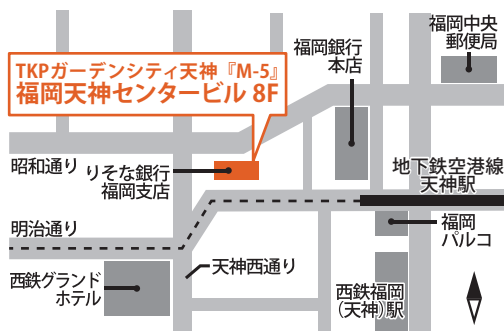 福岡中央
郵便局
福岡銀行
本店
TKPガーデンシティ天神『M-5』
福岡天神センタービル 8F
昭和通り
りそな銀行
福岡支店
地下鉄空港線
天神駅
明治通り
福岡
パルコ
天神西通り
西鉄グランド
ホテル
西鉄福岡
(天神)駅